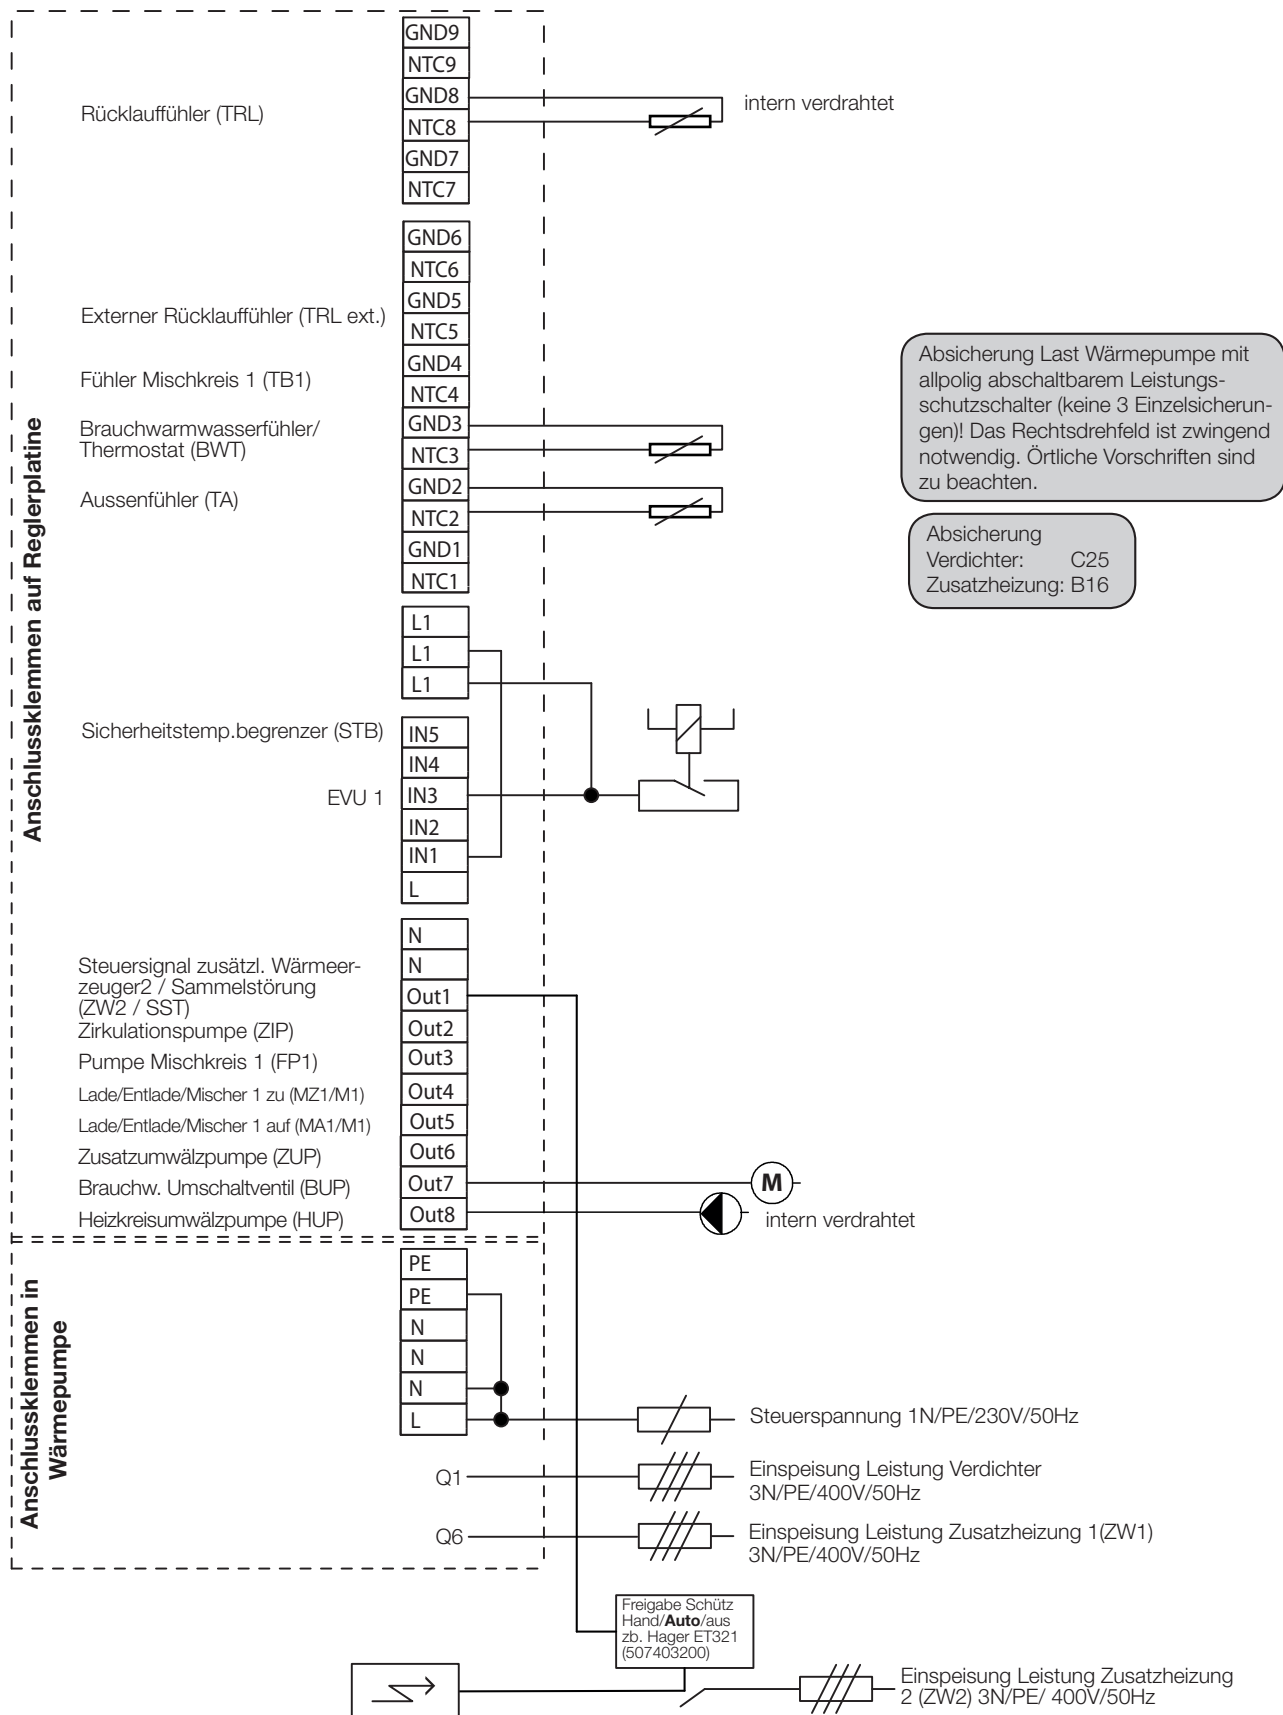 GND9
NTC9
GND8
intern verdrahtet
Rücklauffühler (TRL)
NTC8
GND7
NTC7
GND6
NTC6
GND5
Externer Rücklauffühler (TRL ext.)
NTC5
GND4
Fühler Mischkreis 1 (TB1)
NTC4
GND3
Brauchwarmwasserfühler/
Thermostat (BWT)
NTC3
GND2
Aussenfühler (TA)
NTC2
GND1
NTC1
Absicherung Last Wärmepumpe mit
allpolig abschaltbarem Leistungs-
schutzschalter (keine 3 Einzelsicherun-
gen)! Das Rechtsdrehfeld ist zwingend
notwendig. Örtliche Vorschriften sind
zu beachten.
Absicherung
Verdichter: C25
Zusatzheizung: B16
Anschlussklemmen auf Reglerplatine
L1
L1
L1
Sicherheitstemp.begrenzer (STB)
IN5
IN4
EVU 1
IN3
IN2
IN1
L
N
N
Steuersignal zusätzl. Wärmeer-
zeuger2 / Sammelstörung
(ZW2 / SST)
Out1
Zirkulationspumpe (ZIP)
Out2
Pumpe Mischkreis 1 (FP1)
Out3
Lade/Entlade/Mischer 1 zu (MZ1/M1)
Out4
Lade/Entlade/Mischer 1 auf (MA1/M1)
Out5
Zusatzumwälzpumpe (ZUP)
Out6
Brauchw. Umschaltventil (BUP)
Out7
M
Heizkreisumwälzpumpe (HUP)
Out8
intern verdrahtet
Anschlussklemmen in
Wärmepumpe
PE
PE
N
N
N
L
Steuerspannung 1N/PE/230V/50Hz
Q1
Einspeisung Leistung Verdichter
3N/PE/400V/50Hz
Q6
Einspeisung Leistung Zusatzheizung 1(ZW1)
3N/PE/400V/50Hz
Freigabe Schütz
Hand/Auto/aus
zb. Hager ET321
(507403200)
Einspeisung Leistung Zusatzheizung
2 (ZW2) 3N/PE/ 400V/50Hz